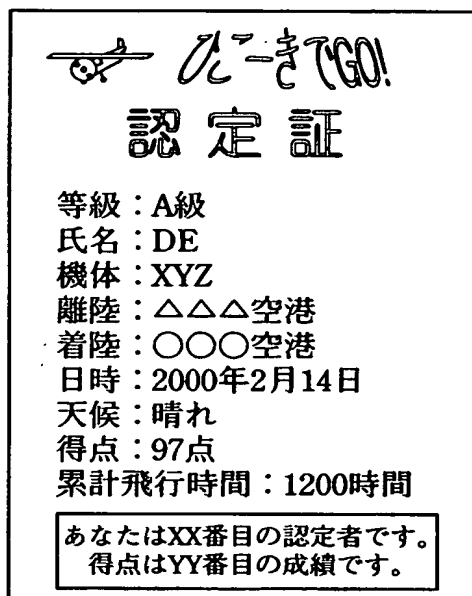 ひこーきでGO!
認定証
等級：A級
氏名：DE
機体：XYZ
離陸：△△△空港
着陸：○○○空港
日時：2000年2月14日
天候：晴れ
得点：97点
累計飛行時間：1200時間
あなたはXX番目の認定者です。
得点はYY番目の成績です。